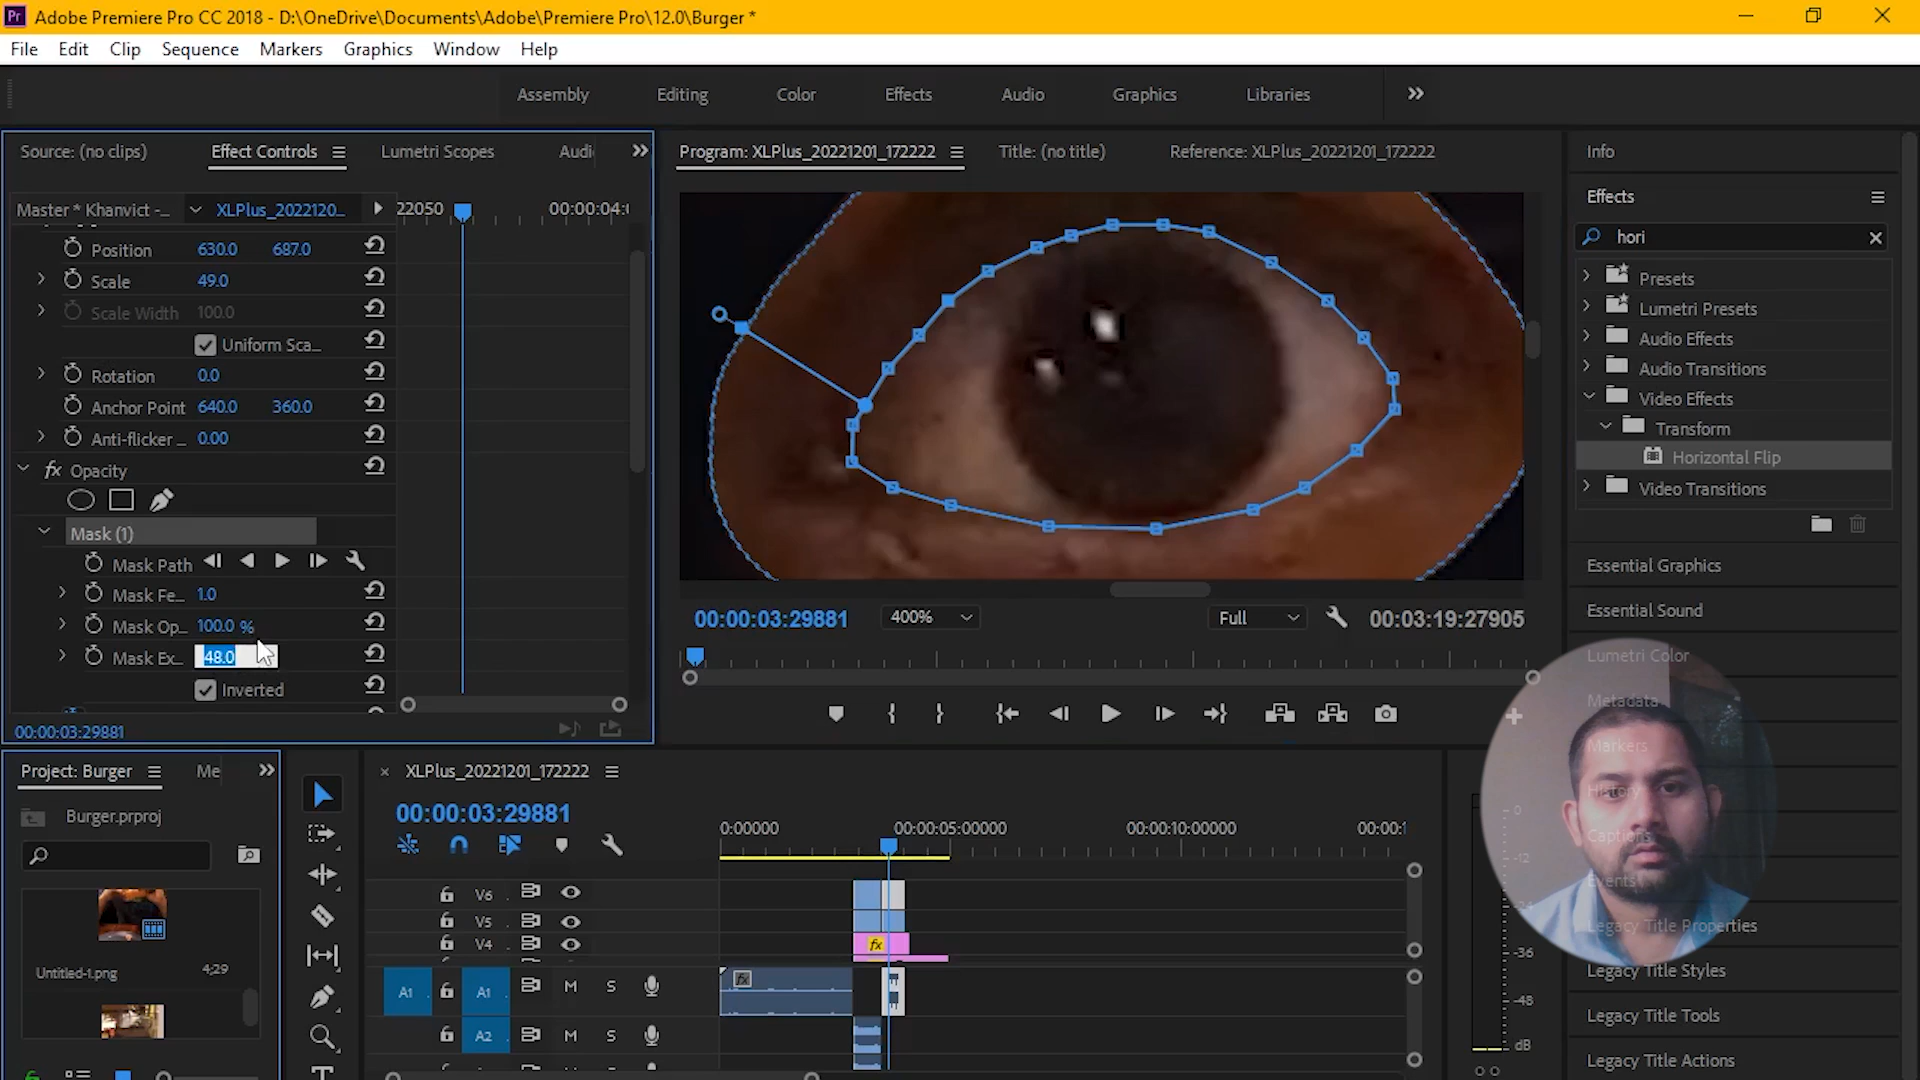 Adobe Premiere Pro CC 2018 - D:\OneDrive\Documents\Adobe\Premiere Pro\12.0\Burger *
File Edit Clip Sequence Markers Graphics Window Help
Assembly Editing Color Effects Audio Graphics Libraries
Source: (no clips) Effect Controls Lumetri Scopes Audi
Program: XLPlus_20221201_172222 Title: (no title) Reference: XLPlus_20221201_172222
Info
Effects
hori
Presets
Lumetri Presets
Audio Effects
Audio Transitions
Video Effects
Transform
Horizontal Flip
Video Transitions
Essential Graphics
Essential Sound
Lumetri Color
Metadata
Markers
History
Captions
Events
Legacy Title Properties
Legacy Title Styles
Legacy Title Tools
Legacy Title Actions
Master * Khanvict -... XLPlus_2022120... 22050 00:00:04:0
Position 630.0 687.0
Scale 49.0
Scale Width 100.0
Uniform Sca...
Rotation 0.0
Anchor Point 640.0 360.0
Anti-flicker ... 0.00
fx Opacity
Mask (1)
Mask Path
Mask Fe... 1.0
Mask Op... 100.0 %
Mask Ex... 48.0
Inverted
00:00:03:29881
00:00:03:29881 400% Full 00:03:19:27905
Project: Burger Me
Burger.prproj
Untitled-1.png 4;29
XLPlus_20221201_172222
00:00:03:29881
0:00000 00:00:05:00000 00:00:10:00000 00:00:1
V6
V5
V4 fx
A1 A1 M S fx
A2 M S
-0
-12
-24
-36
-48
dB